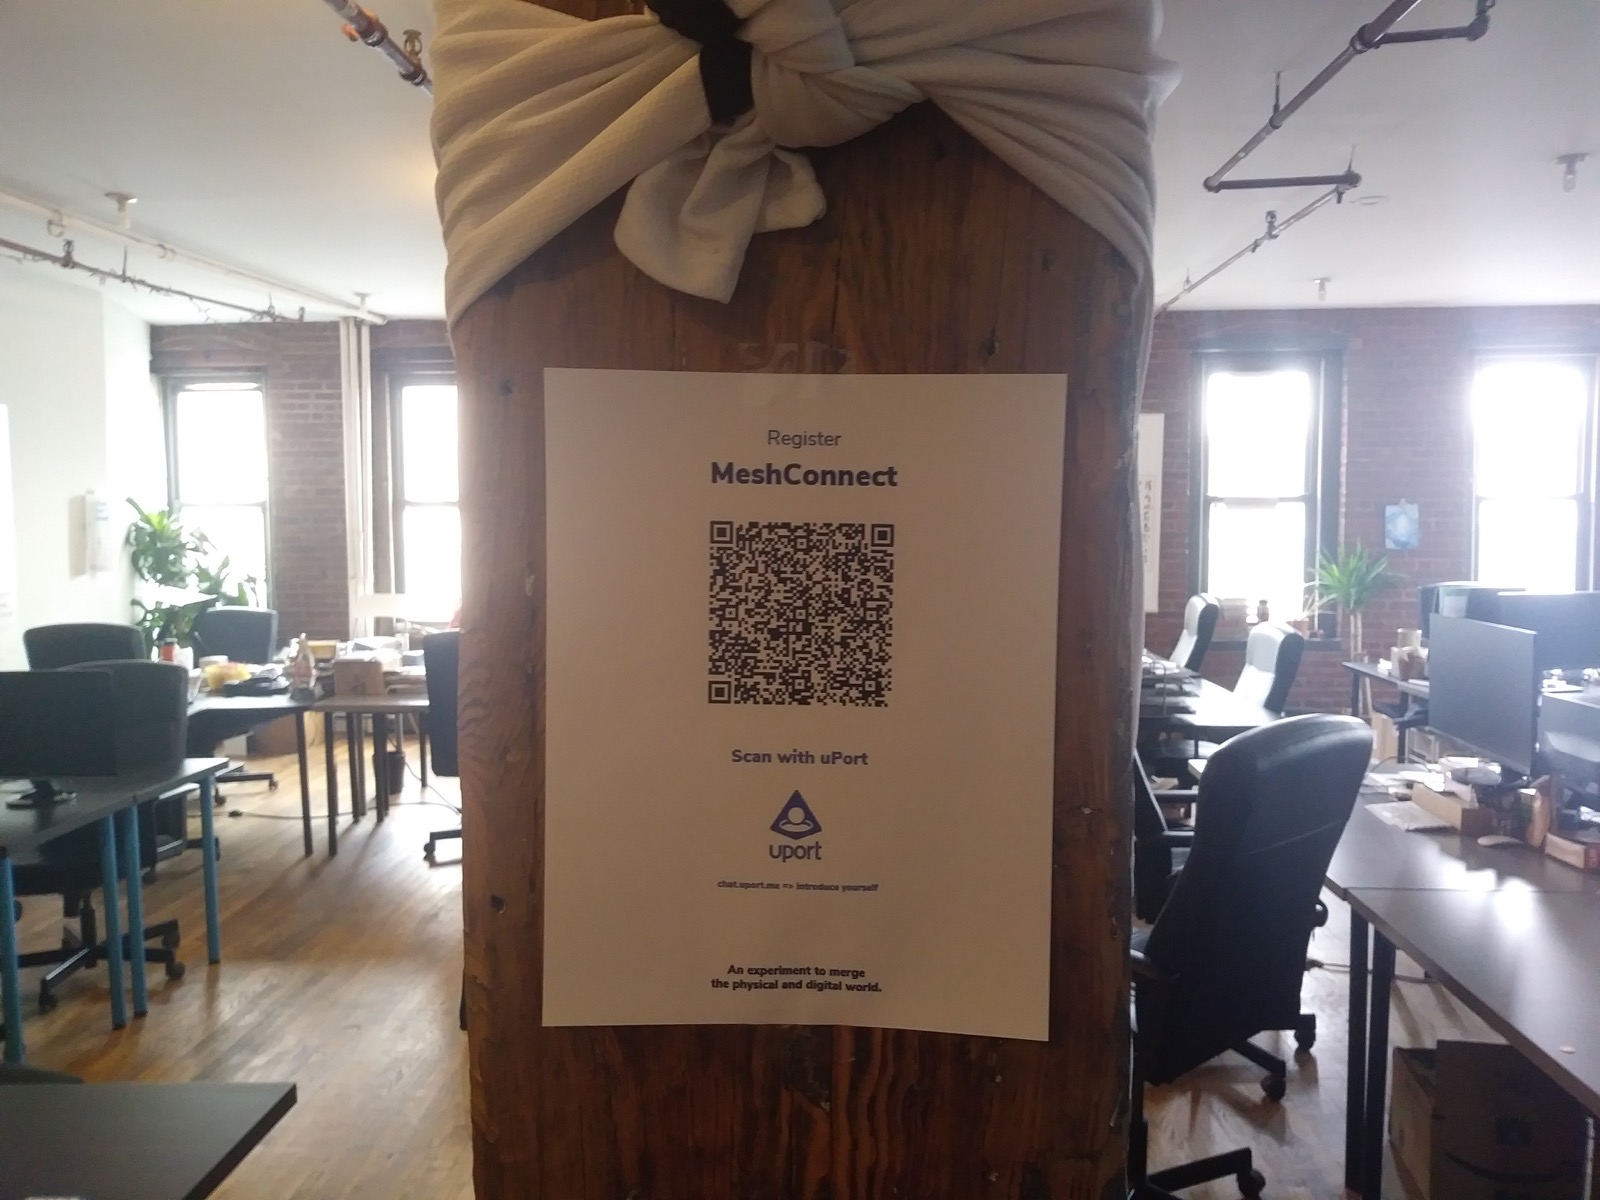 Register
MeshConnect
Scan with uPort
uport
chat.uport.me => introduce yourself
An experiment to merge
the physical and digital world.